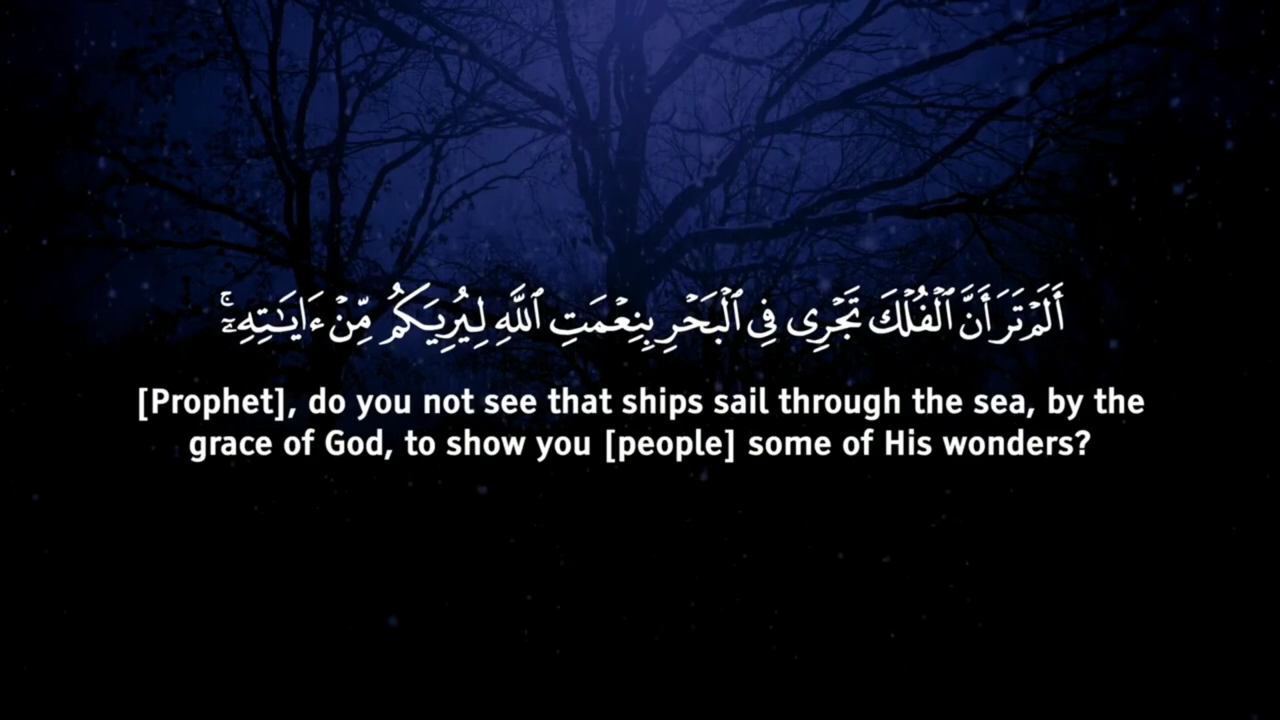 أَلَمْ تَرَ أَنَّ ٱلْفُلْكَ تَجْرِى فِى ٱلْبَحْرِ بِنِعْمَتِ ٱللَّهِ لِيُرِيَكُم مِّنْ ءَايَـٰتِهِۦٓ ۚ
[Prophet], do you not see that ships sail through the sea, by the
grace of God, to show you [people] some of His wonders?